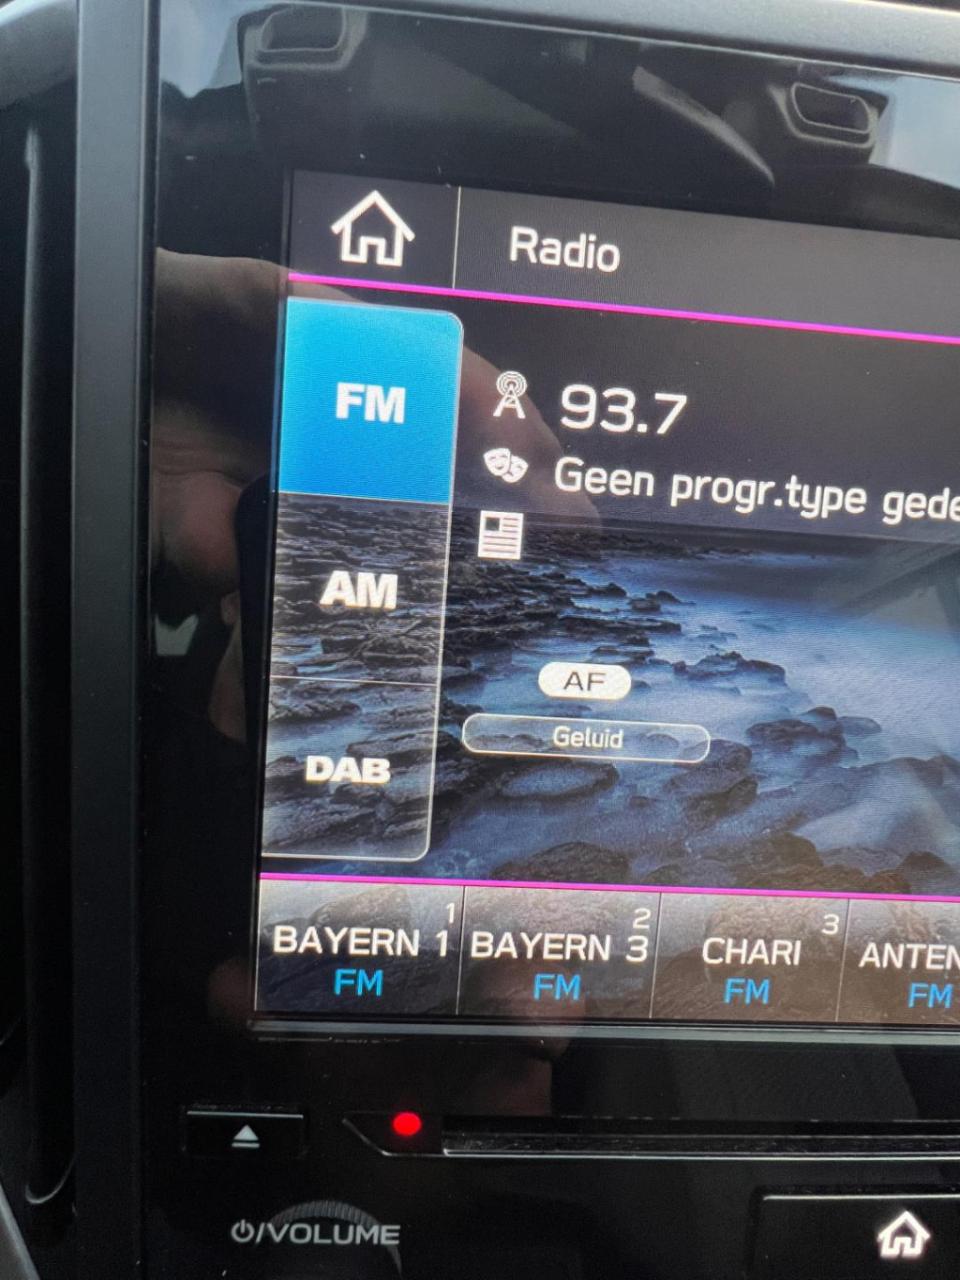 Radio
FM
93.7
Geen progr.type gede
AM
AF
Geluid
DAB
1
BAYERN 1
FM
2
BAYERN 3
FM
3
CHARI
FM
ANTEN
FM
/VOLUME